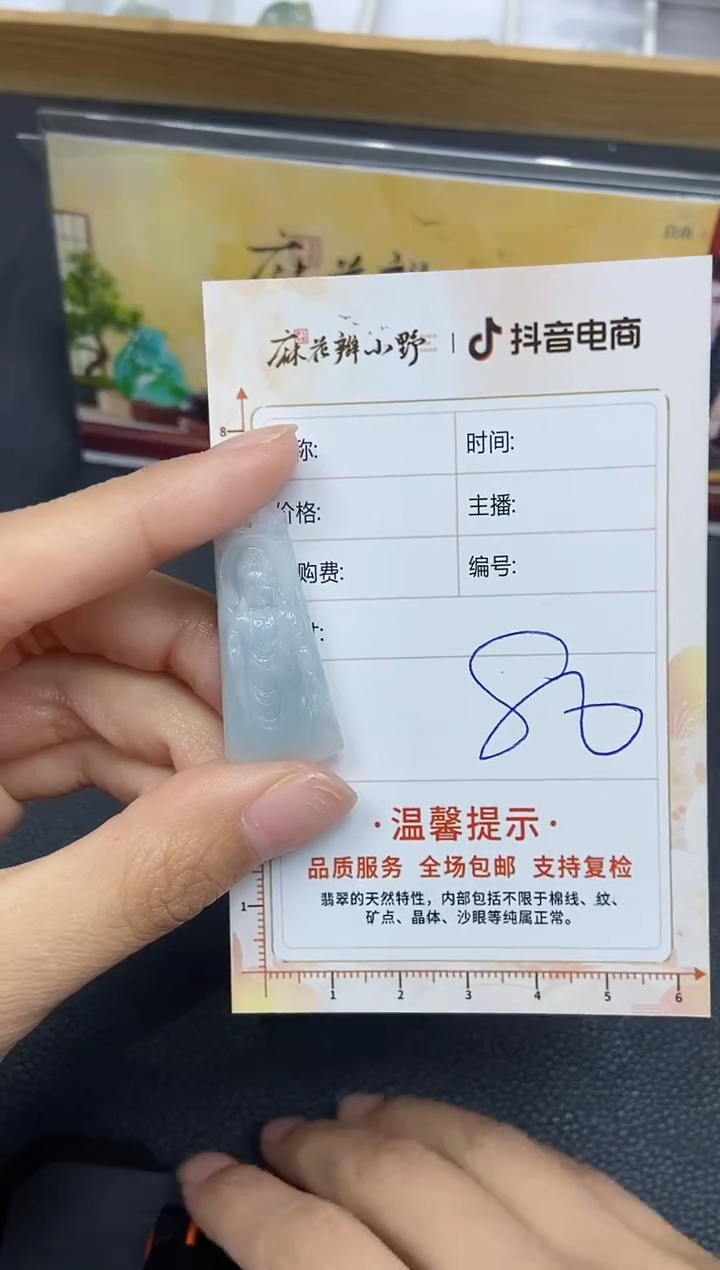 麻花辫小野 | 抖音电商
称:
时间:
价格:
主播:
购费:
编号:
寸:
86
·温馨提示·
品质服务 全场包邮 支持复检
翡翠的天然特性，内部包括不限于棉线、纹、
矿点、晶体、沙眼等纯属正常。
8
1
1 2 3 4 5 6